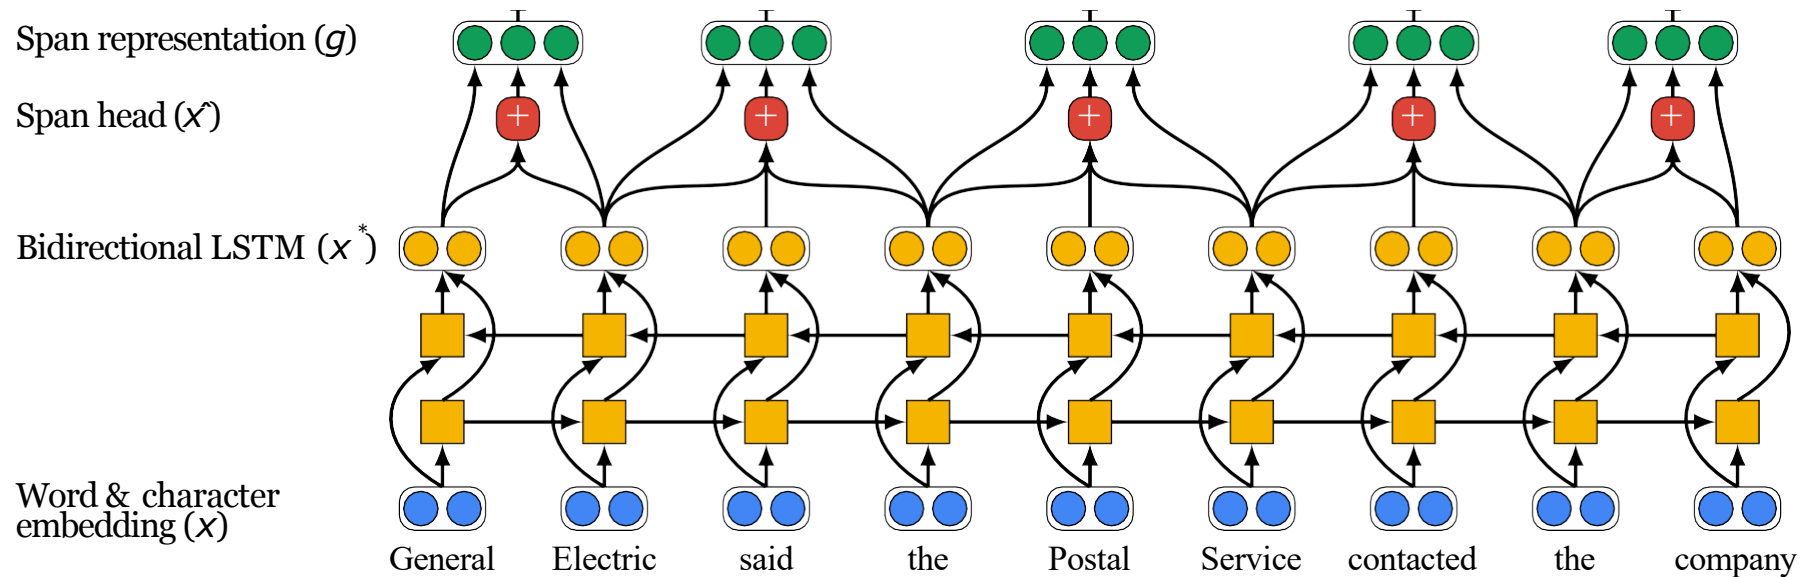 Span representation (g)
Span head (x̂)
+ + + + +
Bidirectional LSTM (x*)
Word & character
embedding (x)
General Electric said the Postal Service contacted the company